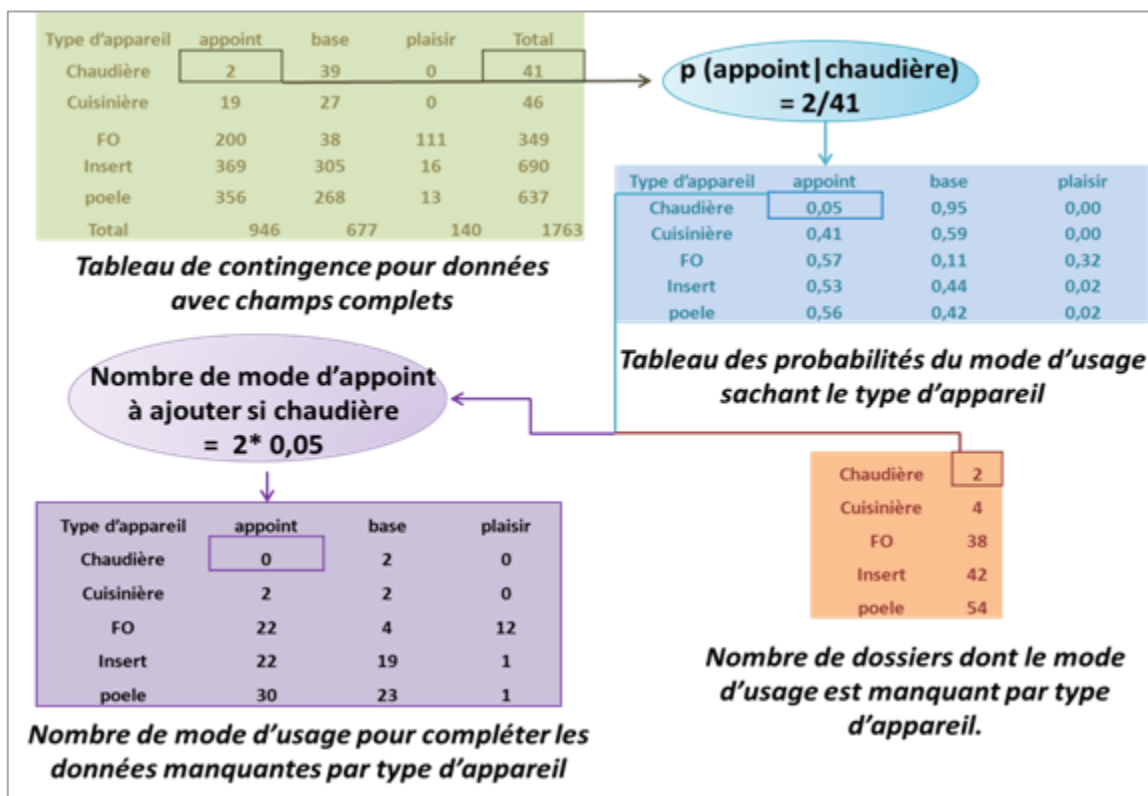 Type d'appareil appoint base plaisir Total
Chaudière 2 39 0 41
Cuisinière 19 27 0 46
FO 200 38 111 349
Insert 369 305 16 690
poele 356 268 13 637
Total 946 677 140 1763
Tableau de contingence pour données
avec champs complets
p (appoint|chaudière)
= 2/41
Type d'appareil appoint base plaisir
Chaudière 0,05 0,95 0,00
Cuisinière 0,41 0,59 0,00
FO 0,57 0,11 0,32
Insert 0,53 0,44 0,02
poele 0,56 0,42 0,02
Tableau des probabilités du mode d'usage
sachant le type d'appareil
Nombre de mode d'appoint
à ajouter si chaudière
= 2* 0,05
Chaudière 2
Cuisinière 4
FO 38
Insert 42
poele 54
Nombre de dossiers dont le mode
d'usage est manquant par type
d'appareil.
Type d'appareil appoint base plaisir
Chaudière 0 2 0
Cuisinière 2 2 0
FO 22 4 12
Insert 22 19 1
poele 30 23 1
Nombre de mode d'usage pour compléter les
données manquantes par type d'appareil